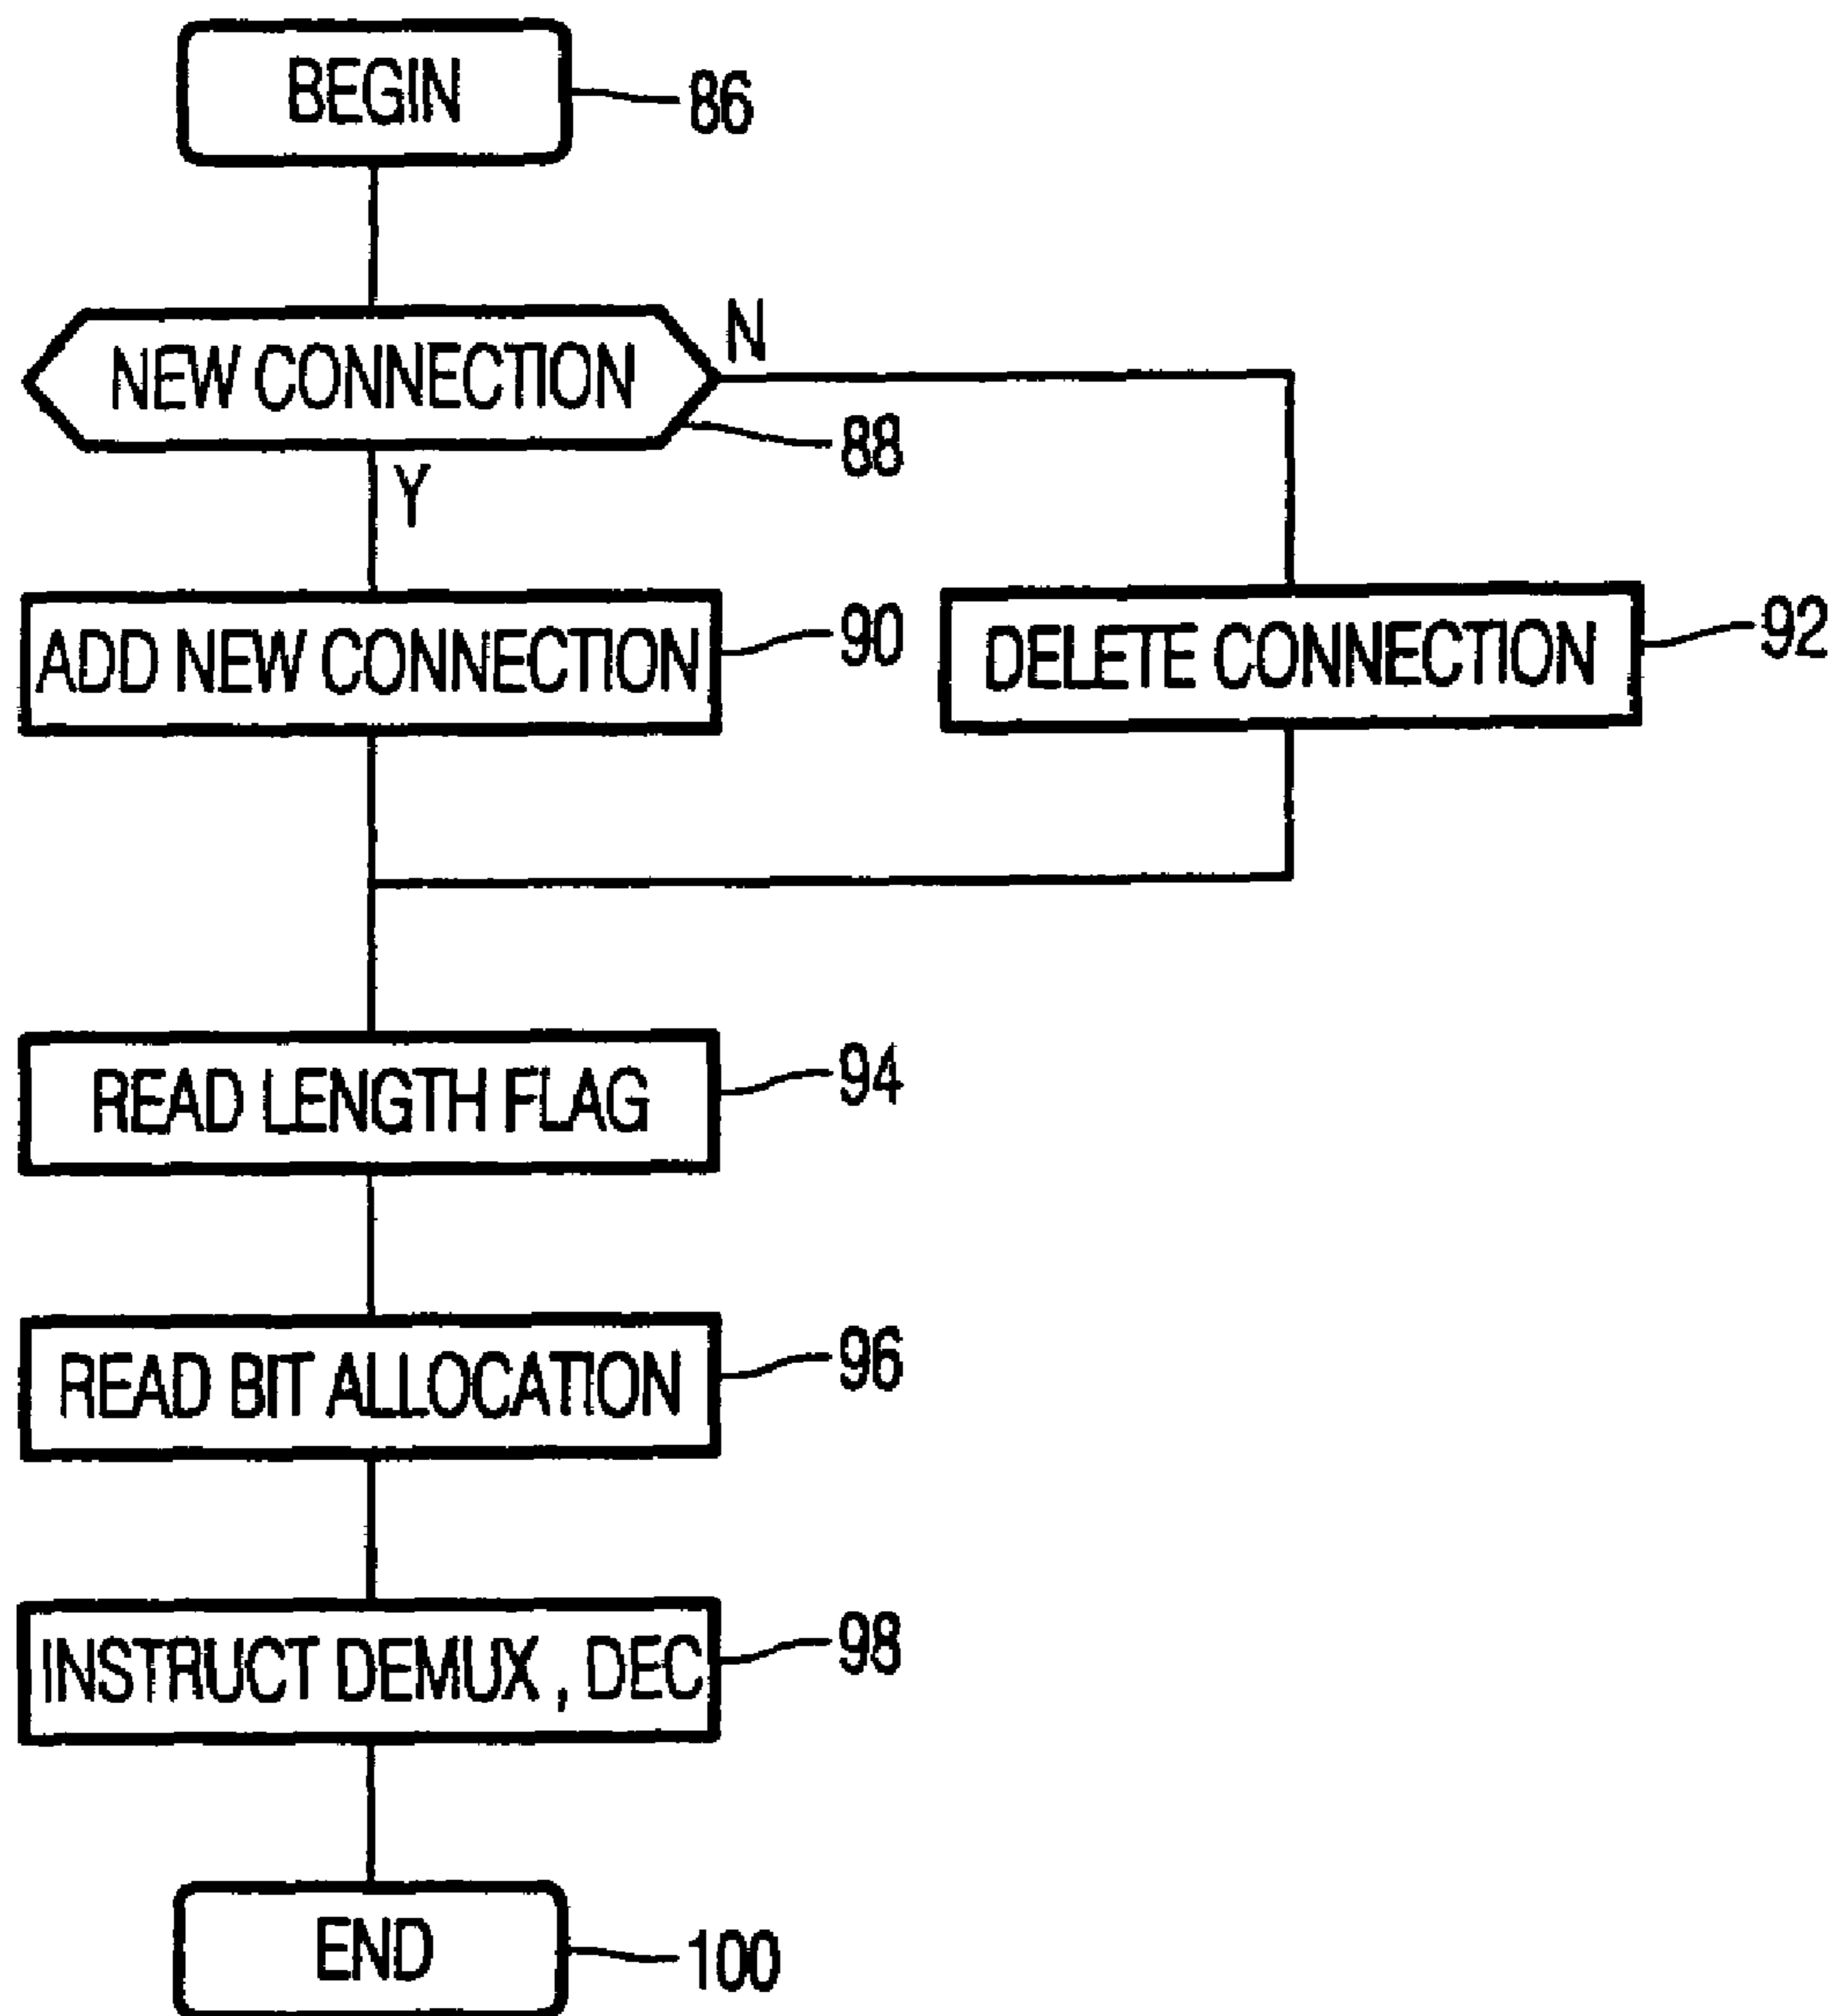 BEGIN
86
NEW CONNECTION
N
88
Y
ADD NEW CONNECTION
90
DELETE CONNECTION
92
READ LENGTH FLAG
94
READ BIT ALLOCATION
96
INSTRUCT DEMUX, DEC
98
END
100